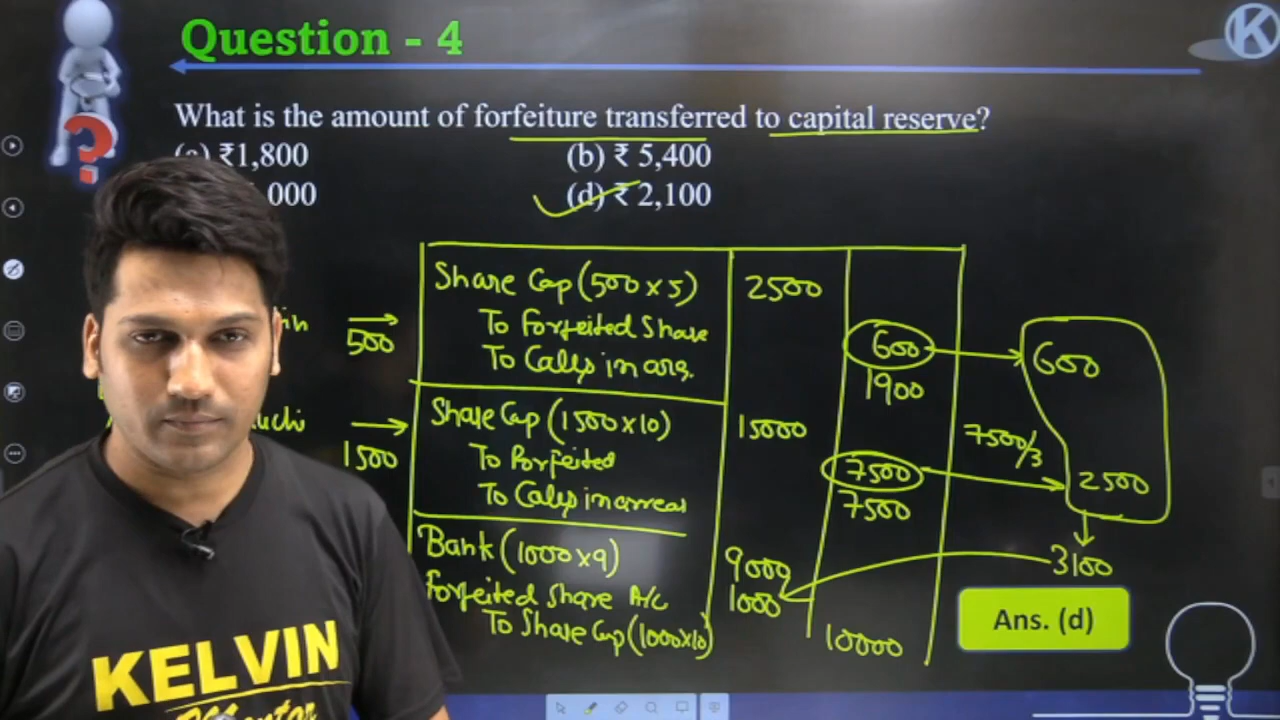 Question - 4
K
What is the amount of forfeiture transferred to capital reserve?
₹1,800
(b) ₹ 5,400
000
(d) ₹ 2,100
Share Cap (500 x 5) 2500
To Forfeited Share 600
To Calls in arrs. 1900
500
600
Share Cap (1500 x 10) 15000
To Forfeited 7500
To Calls in arrear 7500
1500
7500/3
2500
3100
Bank (1000 x 9) 9000
Forfeited Share A/c 1000
To Share Cap (1000x10) 10000
Ans. (d)
KELVIN